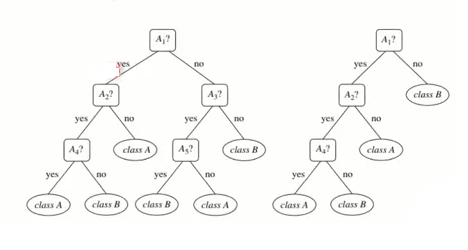 A₁? A₁?
yes no yes no
A₂? A₃? A₂? class B
yes no yes no yes no
A₄? class A A₅? class B A₄? class A
yes no yes no yes no
class A class B class B class A class A class B